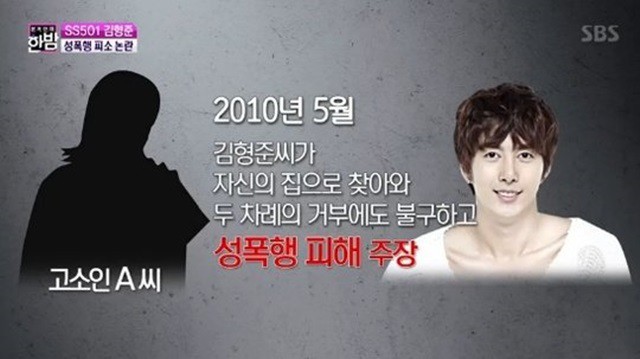 한밤
SS501 김형준
성폭행 피소 논란
SBS
2010년 5월
김형준씨가
자신의 집으로 찾아와
두 차례의 거부에도 불구하고
성폭행 피해 주장
고소인 A씨